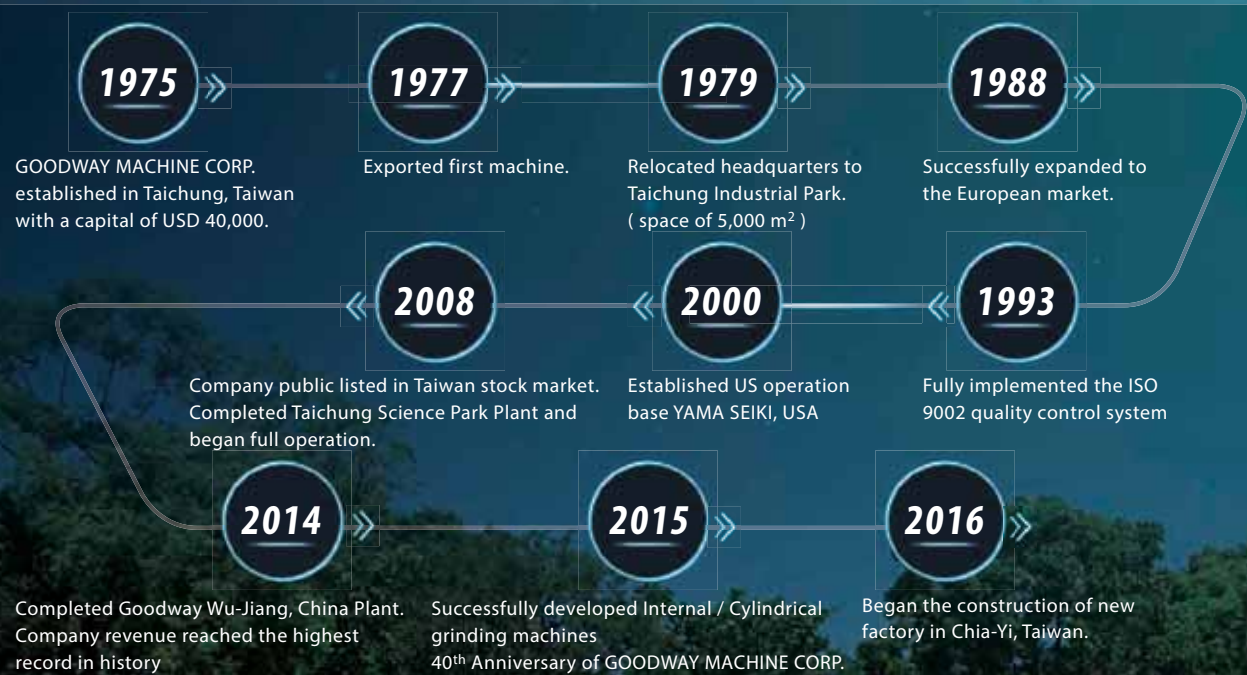 1975
GOODWAY MACHINE CORP.
established in Taichung, Taiwan
with a capital of USD 40,000.
1977
Exported first machine.
1979
Relocated headquarters to
Taichung Industrial Park.
( space of 5,000 m² )
1988
Successfully expanded to
the European market.
1993
Fully implemented the ISO
9002 quality control system
2000
Established US operation
base YAMA SEIKI, USA
2008
Company public listed in Taiwan stock market.
Completed Taichung Science Park Plant and
began full operation.
2014
Completed Goodway Wu-Jiang, China Plant.
Company revenue reached the highest
record in history
2015
Successfully developed Internal / Cylindrical
grinding machines
40th Anniversary of GOODWAY MACHINE CORP.
2016
Began the construction of new
factory in Chia-Yi, Taiwan.